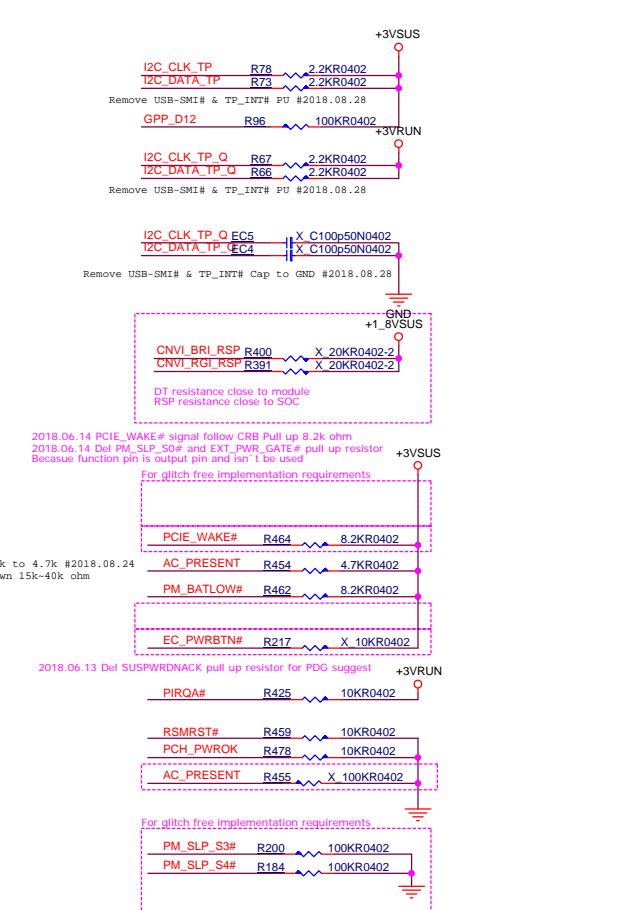 +3VSUS
I2C_CLK_TP R78 2.2KR0402
I2C_DATA_TP R73 2.2KR0402
Remove USB-SMI# & TP_INT# PU #2018.08.28
GPP_D12 R96 100KR0402
+3VRUN
I2C_CLK_TP_Q R67 2.2KR0402
I2C_DATA_TP_Q R66 2.2KR0402
Remove USB-SMI# & TP_INT# PU #2018.08.28
I2C_CLK_TP_Q EC5 X_C100p50N0402
I2C_DATA_TP_Q EC4 X_C100p50N0402
Remove USB-SMI# & TP_INT# Cap to GND #2018.08.28
GND
+1_8VSUS
CNVI_BRI_RSP R400 X_20KR0402-2
CNVI_RGI_RSP R391 X_20KR0402-2
DT resistance close to module
RSP resistance close to SOC
2018.06.14 PCIE_WAKE# signal follow CRB Pull up 8.2k ohm
2018.06.14 Del PM_SLP_S0# and EXT_PWR_GATE# pull up resistor
Becasue function pin is output pin and isn`t be used
+3VSUS
For glitch free implementation requirements
PCIE_WAKE# R464 8.2KR0402
k to 4.7k #2018.08.24
AC_PRESENT R454 4.7KR0402
wn 15k~40k ohm
PM_BATLOW# R462 8.2KR0402
EC_PWRBTN# R217 X_10KR0402
2018.06.13 Del SUSPWRDNACK pull up resistor for PDG suggest
+3VRUN
PIRQA# R425 10KR0402
RSMRST# R459 10KR0402
PCH_PWROK R478 10KR0402
AC_PRESENT R455 X_100KR0402
For glitch free implementation requirements
PM_SLP_S3# R200 100KR0402
PM_SLP_S4# R184 100KR0402